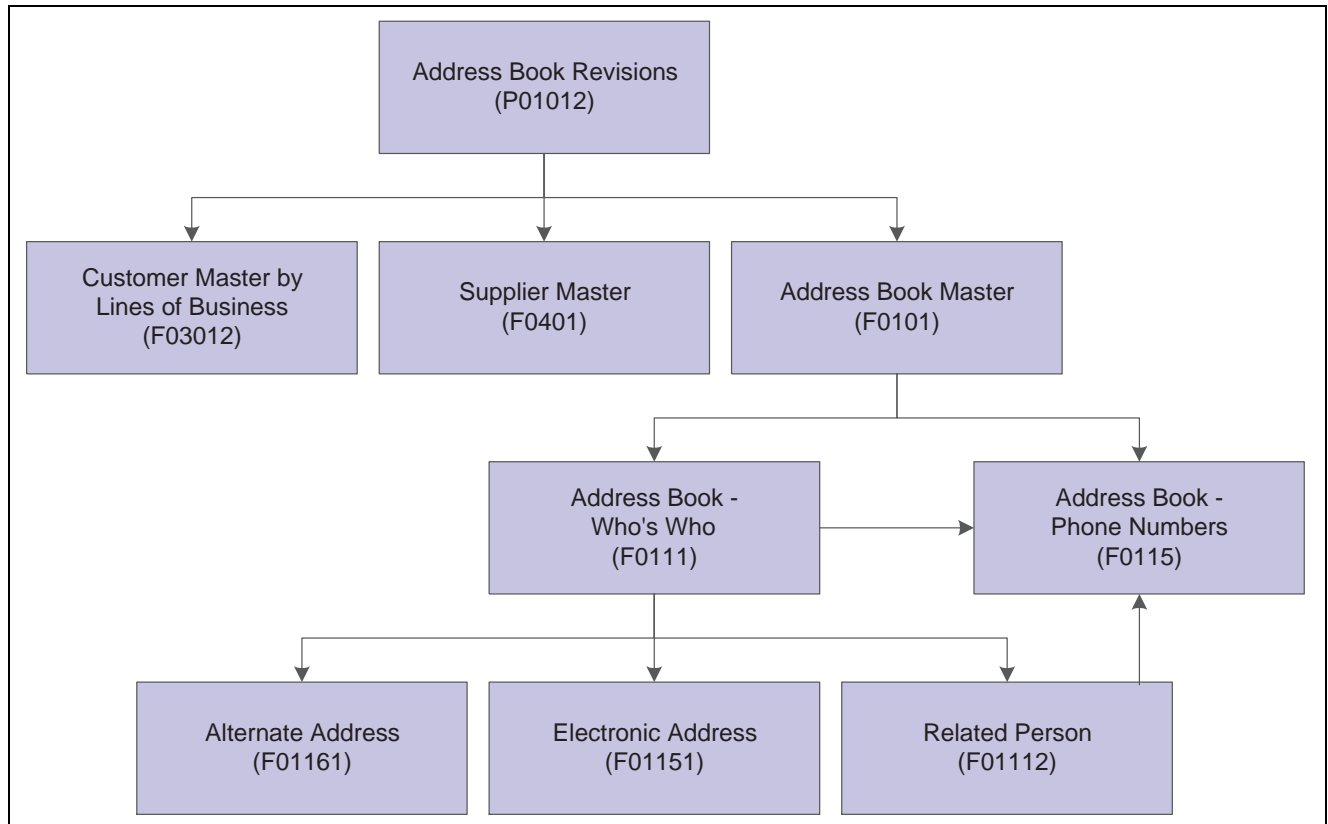 Address Book Revisions
(P01012)
Customer Master by
Lines of Business
(F03012)
Supplier Master
(F0401)
Address Book Master
(F0101)
Address Book -
Who's Who
(F0111)
Address Book -
Phone Numbers
(F0115)
Alternate Address
(F01161)
Electronic Address
(F01151)
Related Person
(F01112)